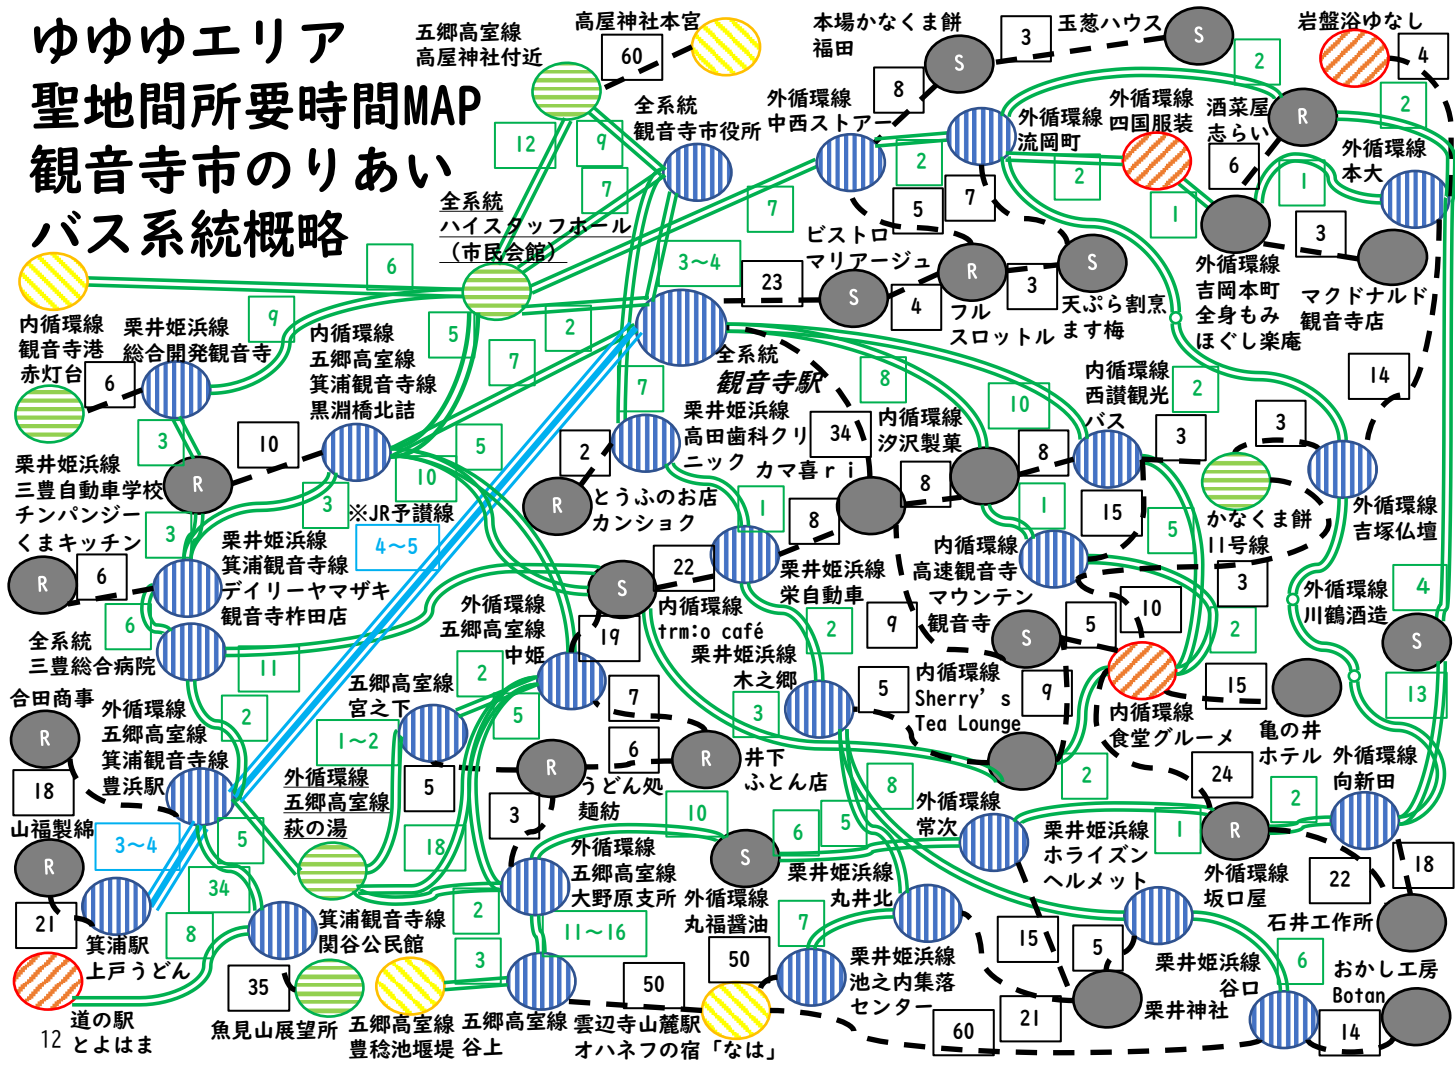 ゆゆゆエリア
聖地間所要時間MAP
観音寺市のりあい
バス系統概略
五郷高室線
高屋神社付近
高屋神社本宮
60
本場かなくま餅
福田
3
玉葱ハウス
S
S
岩盤浴ゆなし
4
2
8
12
9
7
全系統
観音寺市役所
外循環線
中西ストアー
2
外循環線
流岡町
外循環線
四国服装
2
酒菜屋
志らい
R
6
2
外循環線
本大
1
全系統
ハイスタッフホール
（市民会館）
7
5
7
1
3
ビストロ
マリアージュ
6
3～4
23
S
4
R
フル
スロットル
3
S
天ぷら割烹
ます梅
外循環線
吉岡本町
全身もみ
ほぐし楽庵
マクドナルド
観音寺店
内循環線
観音寺港
赤灯台
栗井姫浜線
総合開発観音寺
9
内循環線
五郷高室線
箕浦観音寺線
黒淵橋北詰
5
2
7
全系統
観音寺駅
8
10
内循環線
西讃観光
バス
2
14
6
7
栗井姫浜線
高田歯科クリ
ニック
34
内循環線
汐沢製菓
3
3
3
10
5
10
2
カマ喜ｒｉ
8
8
栗井姫浜線
三豊自動車学校
チンパンジー
くまキッチン
R
3
※JR予讃線
4～5
R
とうふのお店
カンショク
1
8
1
15
5
かなくま餅
11号線
外循環線
吉塚仏壇
3
R
6
栗井姫浜線
箕浦観音寺線
デイリーヤマザキ
観音寺柞田店
22
S
内循環線
trm:o café
栗井姫浜線
栄自動車
内循環線
高速観音寺
マウンテン
観音寺
3
外循環線
川鶴酒造
4
S
6
全系統
三豊総合病院
11
外循環線
五郷高室線
中姫
19
栗井姫浜線
木之郷
2
9
S
5
10
2
合田商事
R
外循環線
五郷高室線
箕浦観音寺線
豊浜駅
2
五郷高室線
宮之下
2
5
7
3
5
内循環線
Sherry’s
Tea Lounge
9
内循環線
食堂グルーメ
15
亀の井
ホテル
13
18
1～2
外循環線
五郷高室線
萩の湯
5
R
6
R
うどん処
麺紡
井下
ふとん店
2
24
外循環線
向新田
2
山福製綿
3～4
5
18
3
10
6
5
8
外循環線
常次
栗井姫浜線
ホライズン
ヘルメット
1
R
外循環線
坂口屋
22
18
R
34
外循環線
五郷高室線
大野原支所
S
外循環線
丸福醤油
栗井姫浜線
丸井北
21
箕浦駅
8
箕浦観音寺線
関谷公民館
2
11～16
7
15
5
石井工作所
上戸うどん
35
3
50
50
栗井姫浜線
池之内集落
センター
栗井姫浜線
谷口
6
おかし工房
Botan
道の駅
とよはま
魚見山展望所
五郷高室線
豊稔池堰堤
五郷高室線
谷上
雲辺寺山麓駅
オハネフの宿「なは」
60
21
栗井神社
14
12